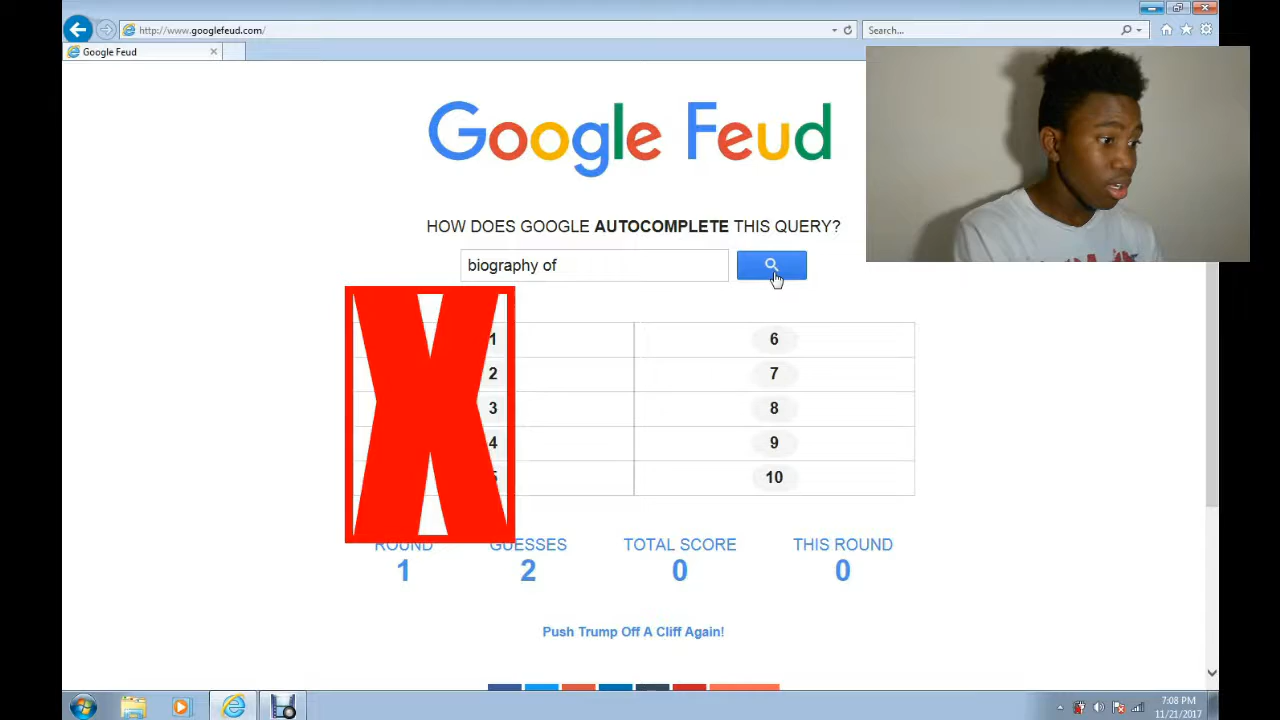 http://www.googlefeud.com/
Search...
Google Feud
Google Feud
HOW DOES GOOGLE AUTOCOMPLETE THIS QUERY?
biography of
X
1 6
2 7
3 8
4 9
5 10
ROUND GUESSES TOTAL SCORE THIS ROUND
1 2 0 0
Push Trump Off A Cliff Again!
7:08 PM
11/21/2017